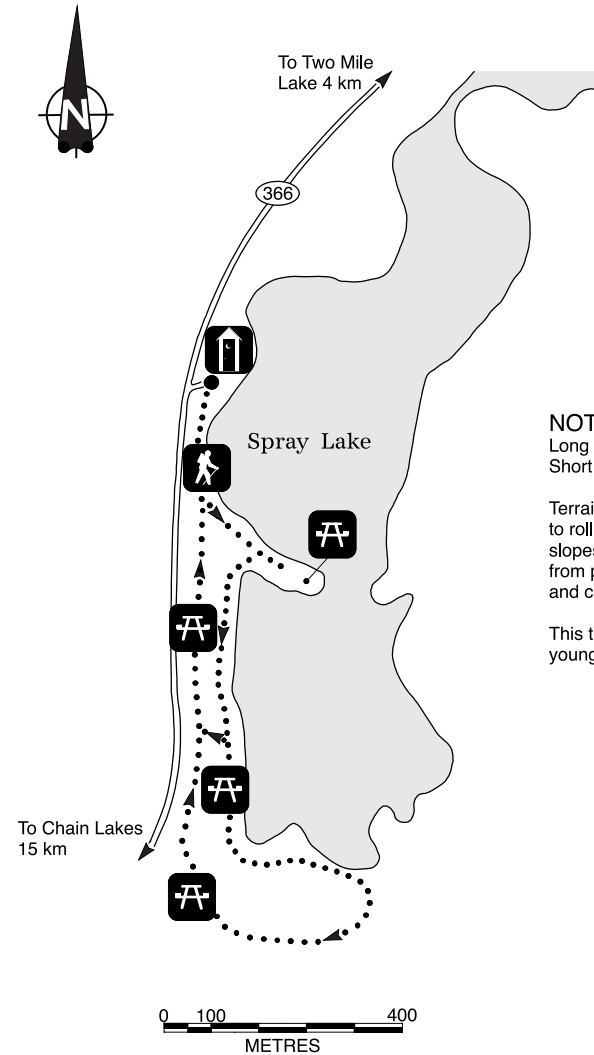 N
To Two Mile
Lake 4 km
366
Spray Lake
NOT
Long
Short
Terrai
to roll
slopes
from p
and c
This t
young
To Chain Lakes
15 km
0 100 400
METRES